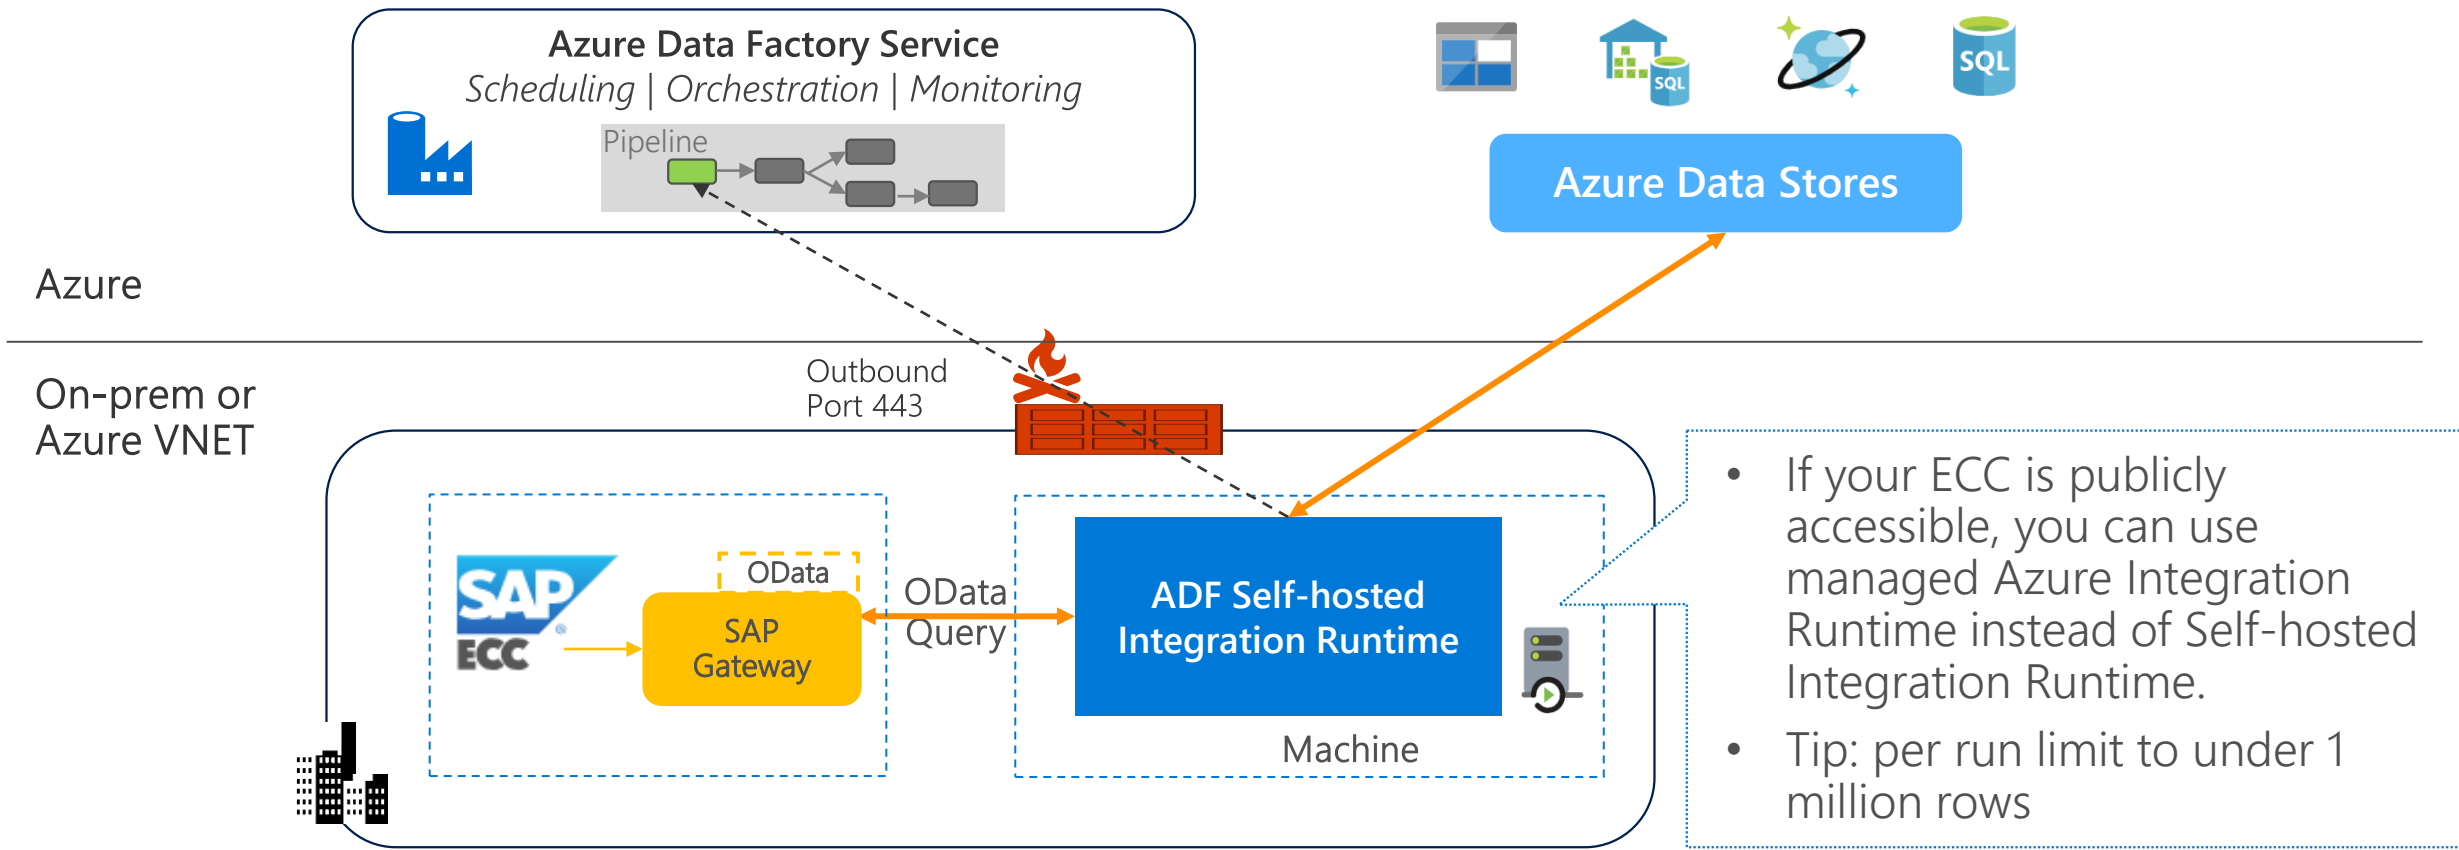 Azure Data Factory Service
Scheduling | Orchestration | Monitoring
Pipeline
SQL
SQL
Azure Data Stores
Azure
On-prem or
Azure VNET
Outbound
Port 443
SAP
®
ECC
OData
SAP
Gateway
OData
Query
ADF Self-hosted
Integration Runtime
Machine
• If your ECC is publicly
accessible, you can use
managed Azure Integration
Runtime instead of Self-hosted
Integration Runtime.
• Tip: per run limit to under 1
million rows